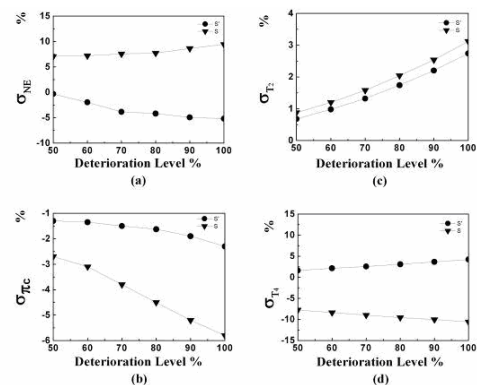 %
15
10
5
0
-5
-10
σNE
S'
S
50 60 70 80 90 100
Deterioration Level %
(a)
%
4
3
2
1
0
σT2
S'
S
50 60 70 80 90 100
Deterioration Level %
(c)
%
-1
-2
-3
-4
-5
-6
σπc
S'
S
50 60 70 80 90 100
Deterioration Level %
(b)
%
15
10
5
0
-5
-10
-15
σT4
S'
S
50 60 70 80 90 100
Deterioration Level %
(d)